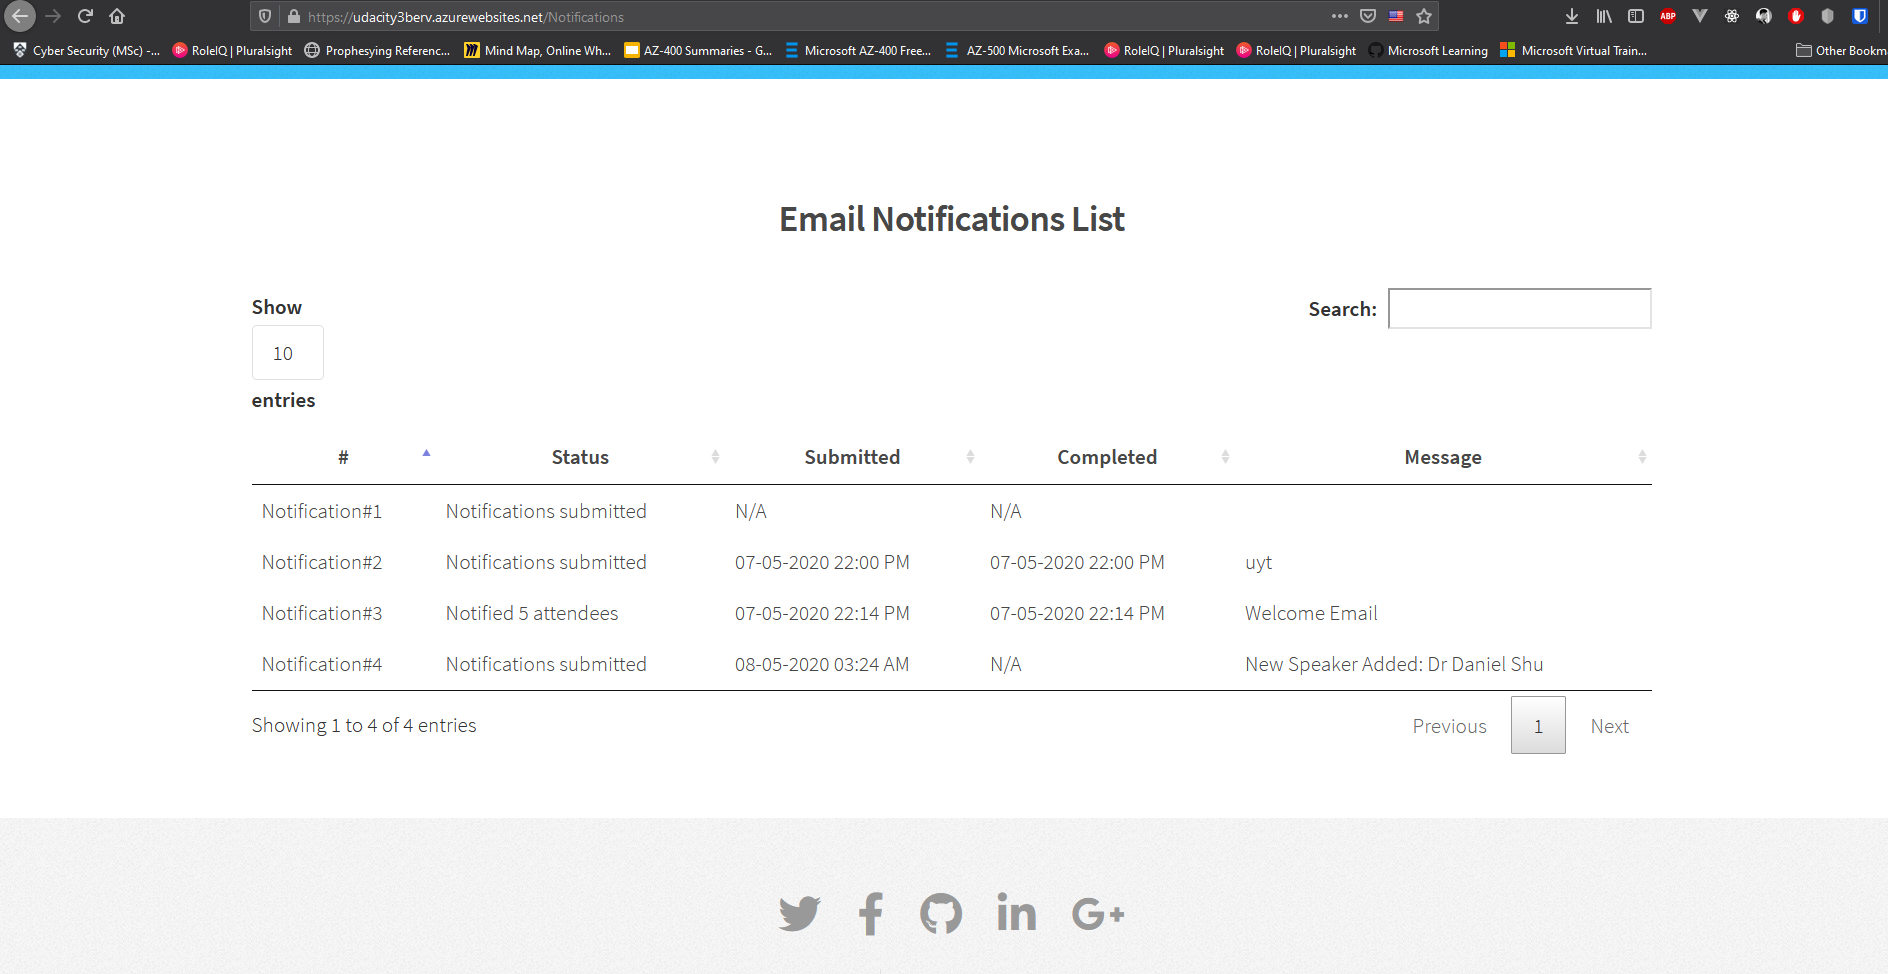 https://udacity3berv.azurewebsites.net/Notifications
ABP
Cyber Security (MSc) -... RoleIQ | Pluralsight Prophesying Referenc... Mind Map, Online Wh... AZ-400 Summaries - G... Microsoft AZ-400 Free... AZ-500 Microsoft Exa... RoleIQ | Pluralsight RoleIQ | Pluralsight Microsoft Learning Microsoft Virtual Train... Other Bookm
Email Notifications List
Show
10
entries
Search:
# Status Submitted Completed Message
Notification#1 Notifications submitted N/A N/A
Notification#2 Notifications submitted 07-05-2020 22:00 PM 07-05-2020 22:00 PM uyt
Notification#3 Notified 5 attendees 07-05-2020 22:14 PM 07-05-2020 22:14 PM Welcome Email
Notification#4 Notifications submitted 08-05-2020 03:24 AM N/A New Speaker Added: Dr Daniel Shu
Showing 1 to 4 of 4 entries
Previous 1 Next